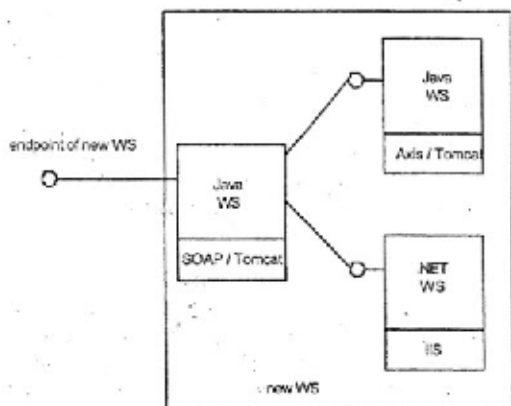 Java
WS
Axis / Tomcat
endpoint of new WS
Java
WS
SOAP / Tomcat
.NET
WS
IIS
new WS